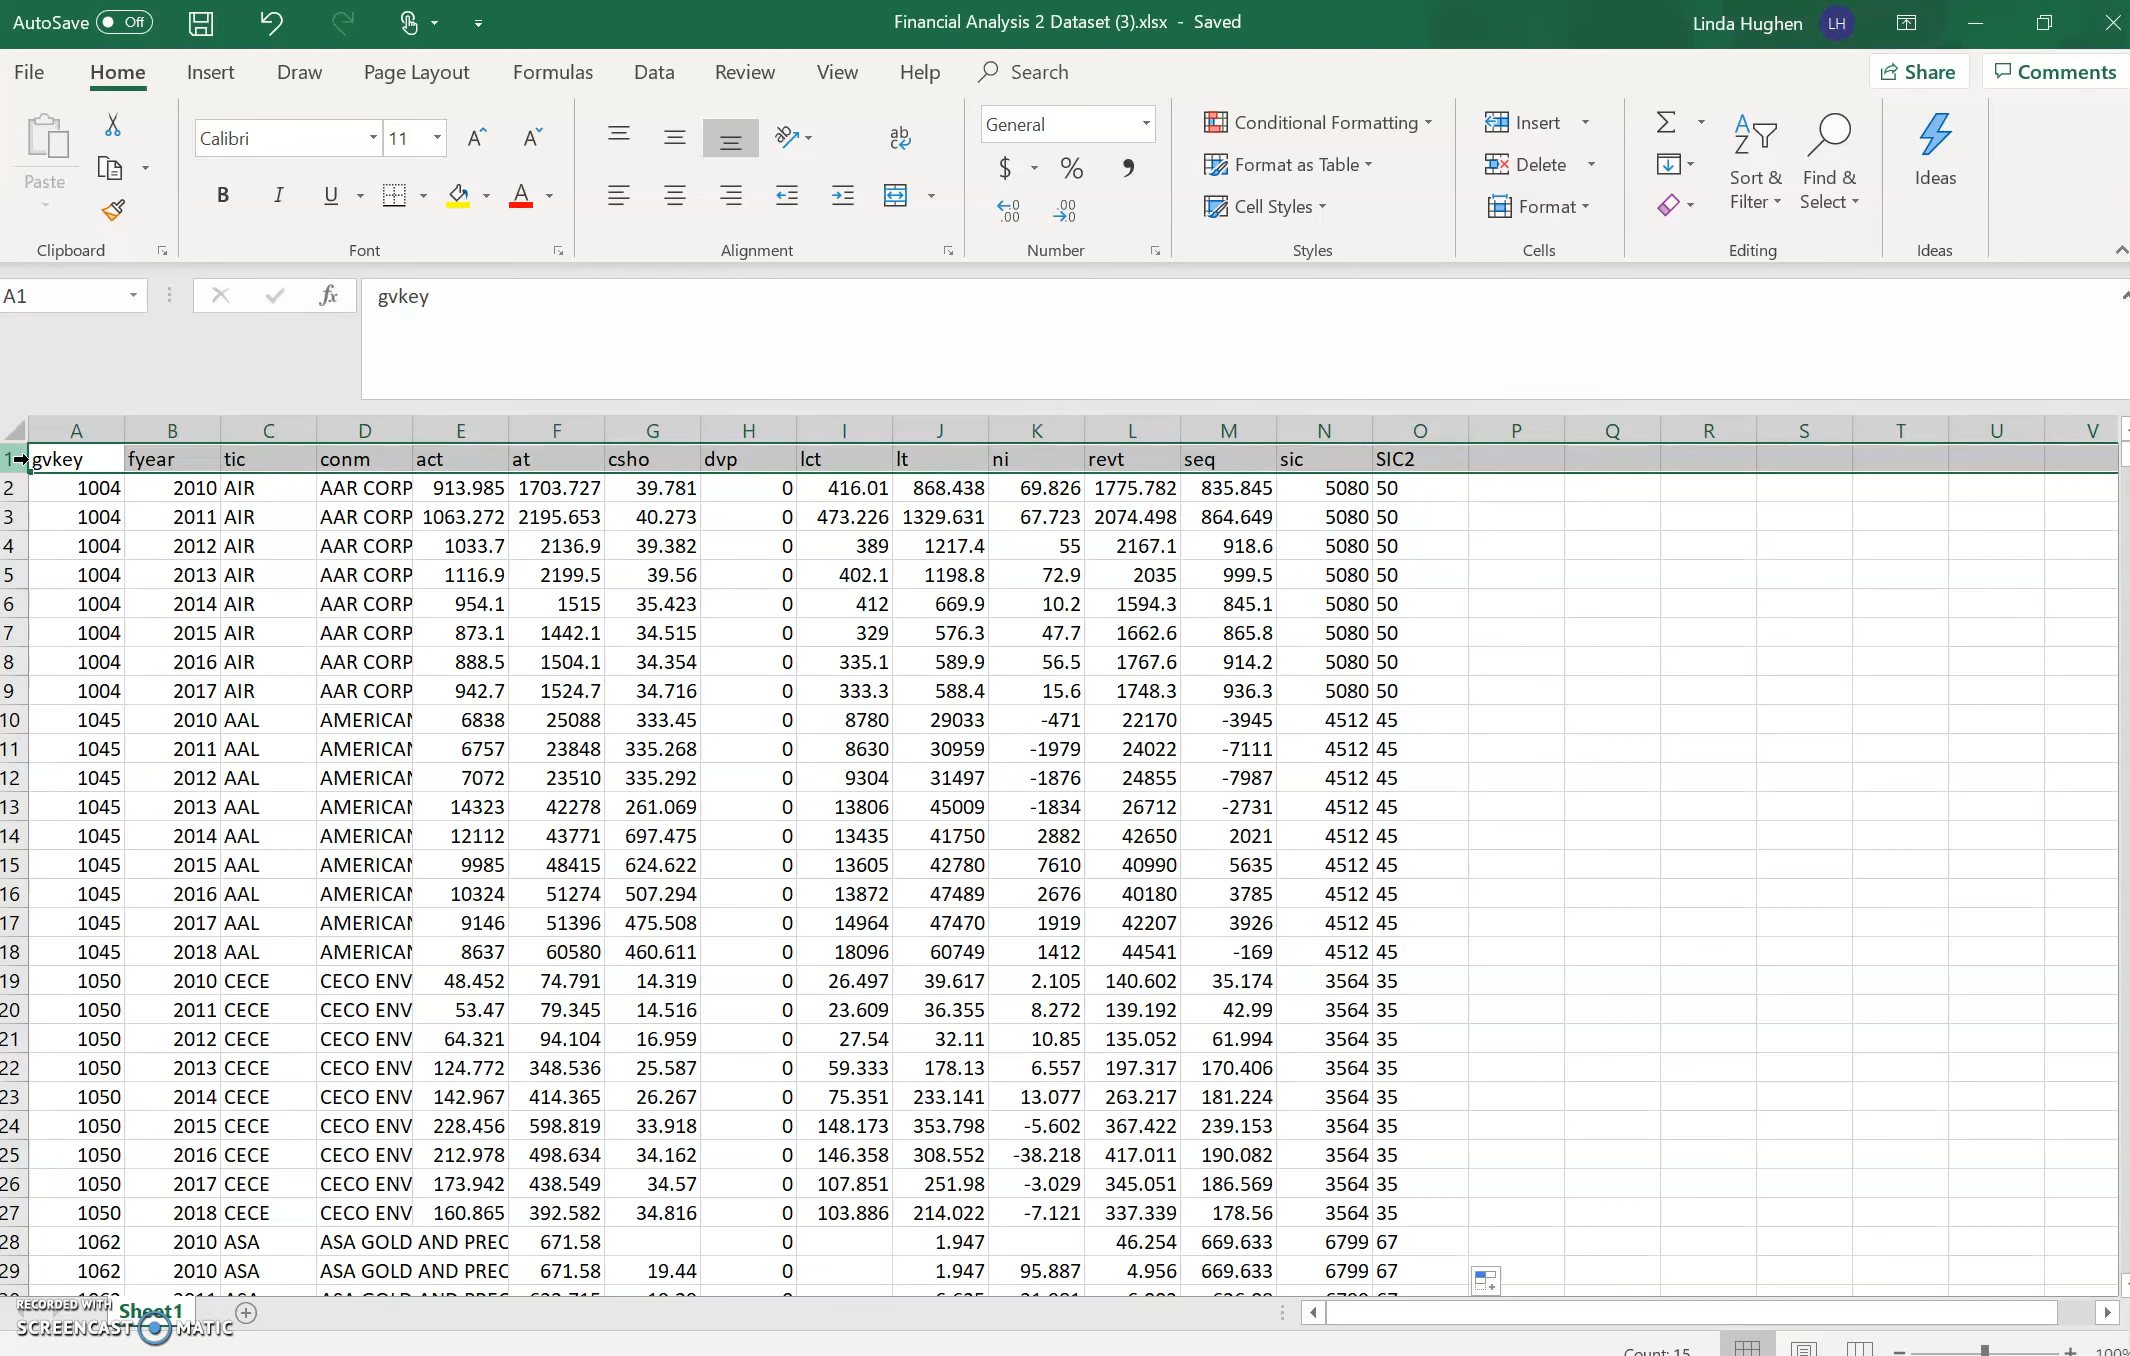 AutoSave Off Financial Analysis 2 Dataset (3).xlsx - Saved Linda Hughen LH
File Home Insert Draw Page Layout Formulas Data Review View Help Search Share Comments
Paste Calibri 11 General Conditional Formatting Format as Table Cell Styles Insert Delete Format Sort & Filter Find & Select Ideas
Clipboard Font Alignment Number Styles Cells Editing Ideas
A1 fx gvkey
A B C D E F G H I J K L M N O P Q R S T U V
1 gvkey fyear tic conm act at csho dvp lct lt ni revt seq sic SIC2
2 1004 2010 AIR AAR CORP 913.985 1703.727 39.781 0 416.01 868.438 69.826 1775.782 835.845 5080 50
3 1004 2011 AIR AAR CORP 1063.272 2195.653 40.273 0 473.226 1329.631 67.723 2074.498 864.649 5080 50
4 1004 2012 AIR AAR CORP 1033.7 2136.9 39.382 0 389 1217.4 55 2167.1 918.6 5080 50
5 1004 2013 AIR AAR CORP 1116.9 2199.5 39.56 0 402.1 1198.8 72.9 2035 999.5 5080 50
6 1004 2014 AIR AAR CORP 954.1 1515 35.423 0 412 669.9 10.2 1594.3 845.1 5080 50
7 1004 2015 AIR AAR CORP 873.1 1442.1 34.515 0 329 576.3 47.7 1662.6 865.8 5080 50
8 1004 2016 AIR AAR CORP 888.5 1504.1 34.354 0 335.1 589.9 56.5 1767.6 914.2 5080 50
9 1004 2017 AIR AAR CORP 942.7 1524.7 34.716 0 333.3 588.4 15.6 1748.3 936.3 5080 50
10 1045 2010 AAL AMERICAN 6838 25088 333.45 0 8780 29033 -471 22170 -3945 4512 45
11 1045 2011 AAL AMERICAN 6757 23848 335.268 0 8630 30959 -1979 24022 -7111 4512 45
12 1045 2012 AAL AMERICAN 7072 23510 335.292 0 9304 31497 -1876 24855 -7987 4512 45
13 1045 2013 AAL AMERICAN 14323 42278 261.069 0 13806 45009 -1834 26712 -2731 4512 45
14 1045 2014 AAL AMERICAN 12112 43771 697.475 0 13435 41750 2882 42650 2021 4512 45
15 1045 2015 AAL AMERICAN 9985 48415 624.622 0 13605 42780 7610 40990 5635 4512 45
16 1045 2016 AAL AMERICAN 10324 51274 507.294 0 13872 47489 2676 40180 3785 4512 45
17 1045 2017 AAL AMERICAN 9146 51396 475.508 0 14964 47470 1919 42207 3926 4512 45
18 1045 2018 AAL AMERICAN 8637 60580 460.611 0 18096 60749 1412 44541 -169 4512 45
19 1050 2010 CECE CECO ENV 48.452 74.791 14.319 0 26.497 39.617 2.105 140.602 35.174 3564 35
20 1050 2011 CECE CECO ENV 53.47 79.345 14.516 0 23.609 36.355 8.272 139.192 42.99 3564 35
21 1050 2012 CECE CECO ENV 64.321 94.104 16.959 0 27.54 32.11 10.85 135.052 61.994 3564 35
22 1050 2013 CECE CECO ENV 124.772 348.536 25.587 0 59.333 178.13 6.557 197.317 170.406 3564 35
23 1050 2014 CECE CECO ENV 142.967 414.365 26.267 0 75.351 233.141 13.077 263.217 181.224 3564 35
24 1050 2015 CECE CECO ENV 228.456 598.819 33.918 0 148.173 353.798 -5.602 367.422 239.153 3564 35
25 1050 2016 CECE CECO ENV 212.978 498.634 34.162 0 146.358 308.552 -38.218 417.011 190.082 3564 35
26 1050 2017 CECE CECO ENV 173.942 438.549 34.57 0 107.851 251.98 -3.029 345.051 186.569 3564 35
27 1050 2018 CECE CECO ENV 160.865 392.582 34.816 0 103.886 214.022 -7.121 337.339 178.56 3564 35
28 1062 2010 ASA ASA GOLD AND PREC 671.58 0 1.947 46.254 669.633 6799 67
29 1062 2010 ASA ASA GOLD AND PREC 671.58 19.44 0 1.947 95.887 4.956 669.633 6799 67
Sheet1
RECORDED WITH
SCREENCAST MATIC
Count: 15 100%